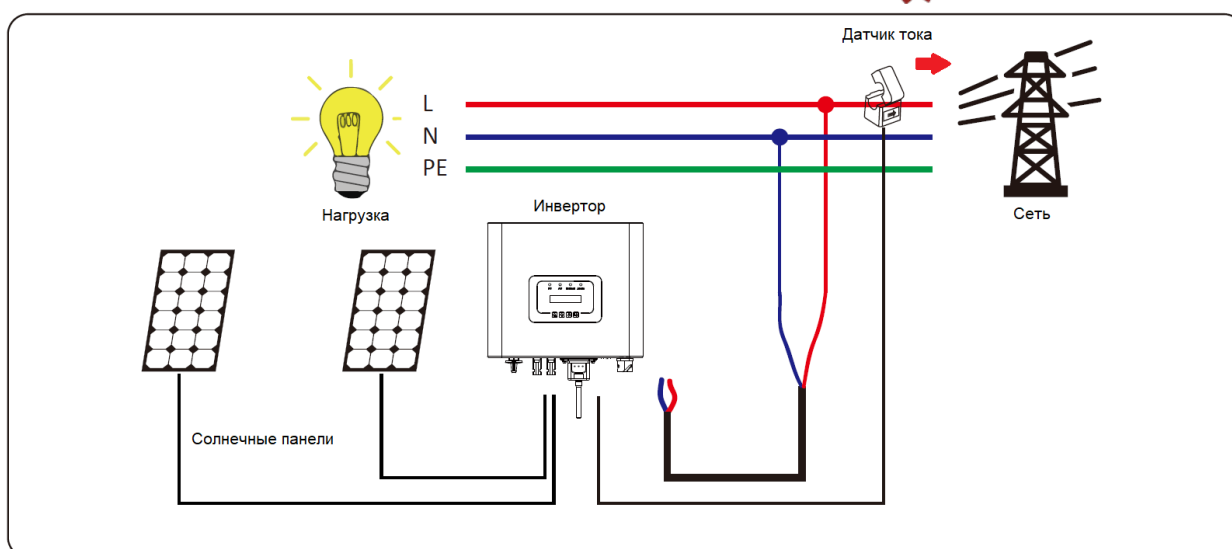 Датчик тока
L
N
PE
Нагрузка
Инвертор
Сеть
Солнечные панели